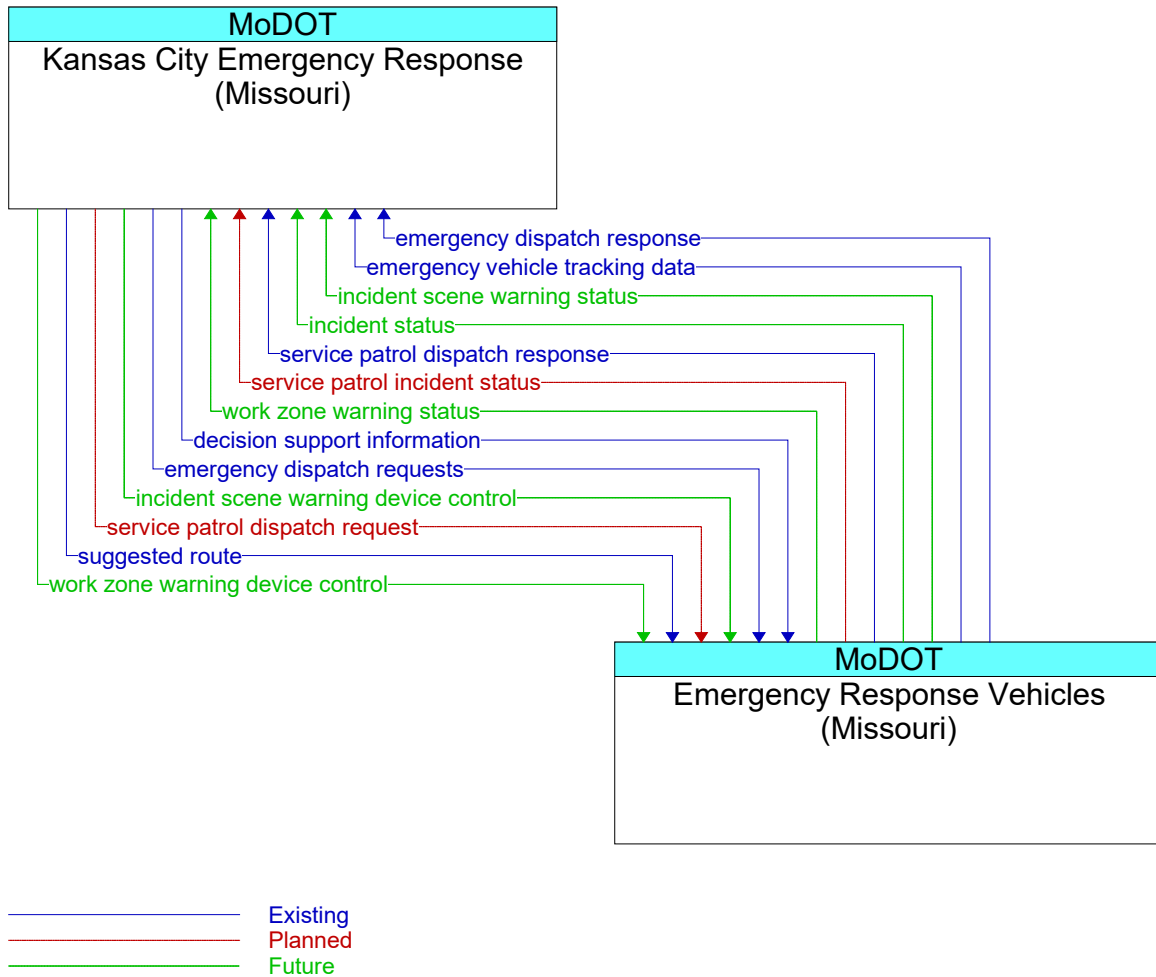 MoDOT
Kansas City Emergency Response
(Missouri)
emergency dispatch response
emergency vehicle tracking data
incident scene warning status
incident status
service patrol dispatch response
service patrol incident status
work zone warning status
decision support information
emergency dispatch requests
incident scene warning device control
service patrol dispatch request
suggested route
work zone warning device control
MoDOT
Emergency Response Vehicles
(Missouri)
Existing
Planned
Future